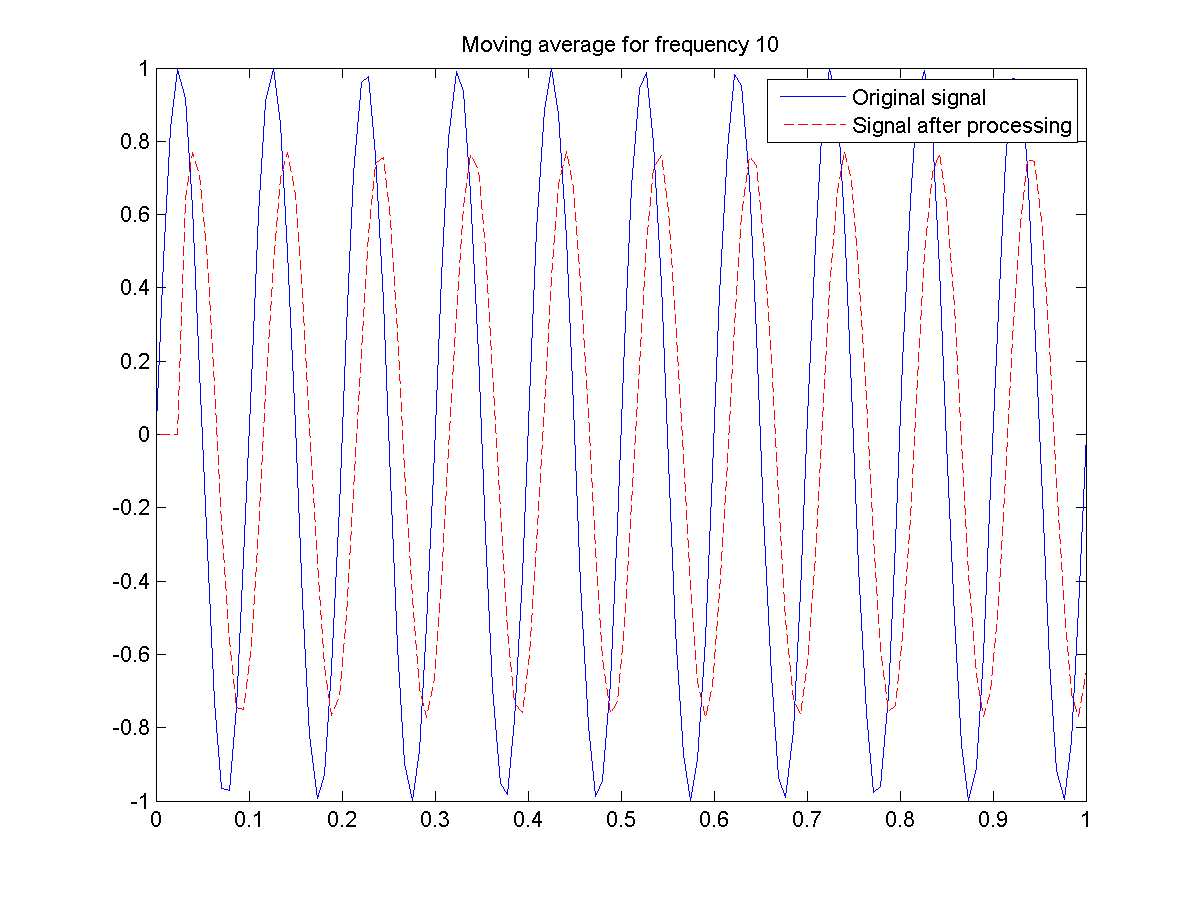 Moving average for frequency 10
Original signal
Signal after processing
1
0.8
0.6
0.4
0.2
0
-0.2
-0.4
-0.6
-0.8
-1
0 0.1 0.2 0.3 0.4 0.5 0.6 0.7 0.8 0.9 1